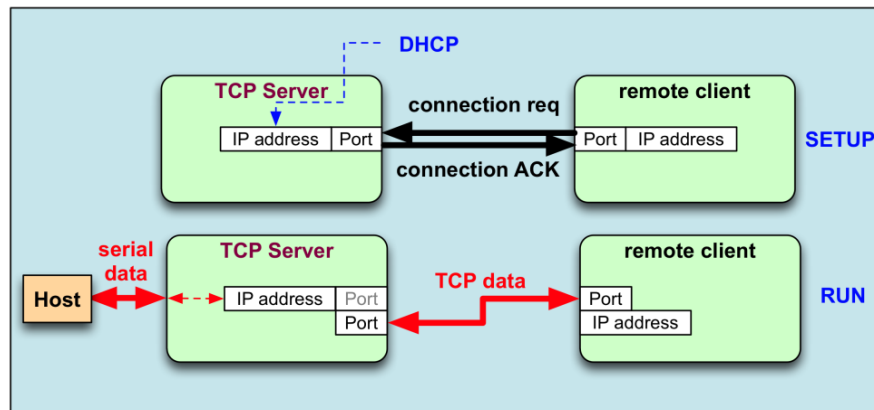 DHCP
TCP Server
remote client
connection req
IP address
Port
Port
IP address
SETUP
connection ACK
TCP Server
remote client
serial
data
TCP data
Host
IP address
Port
Port
Port
IP address
RUN